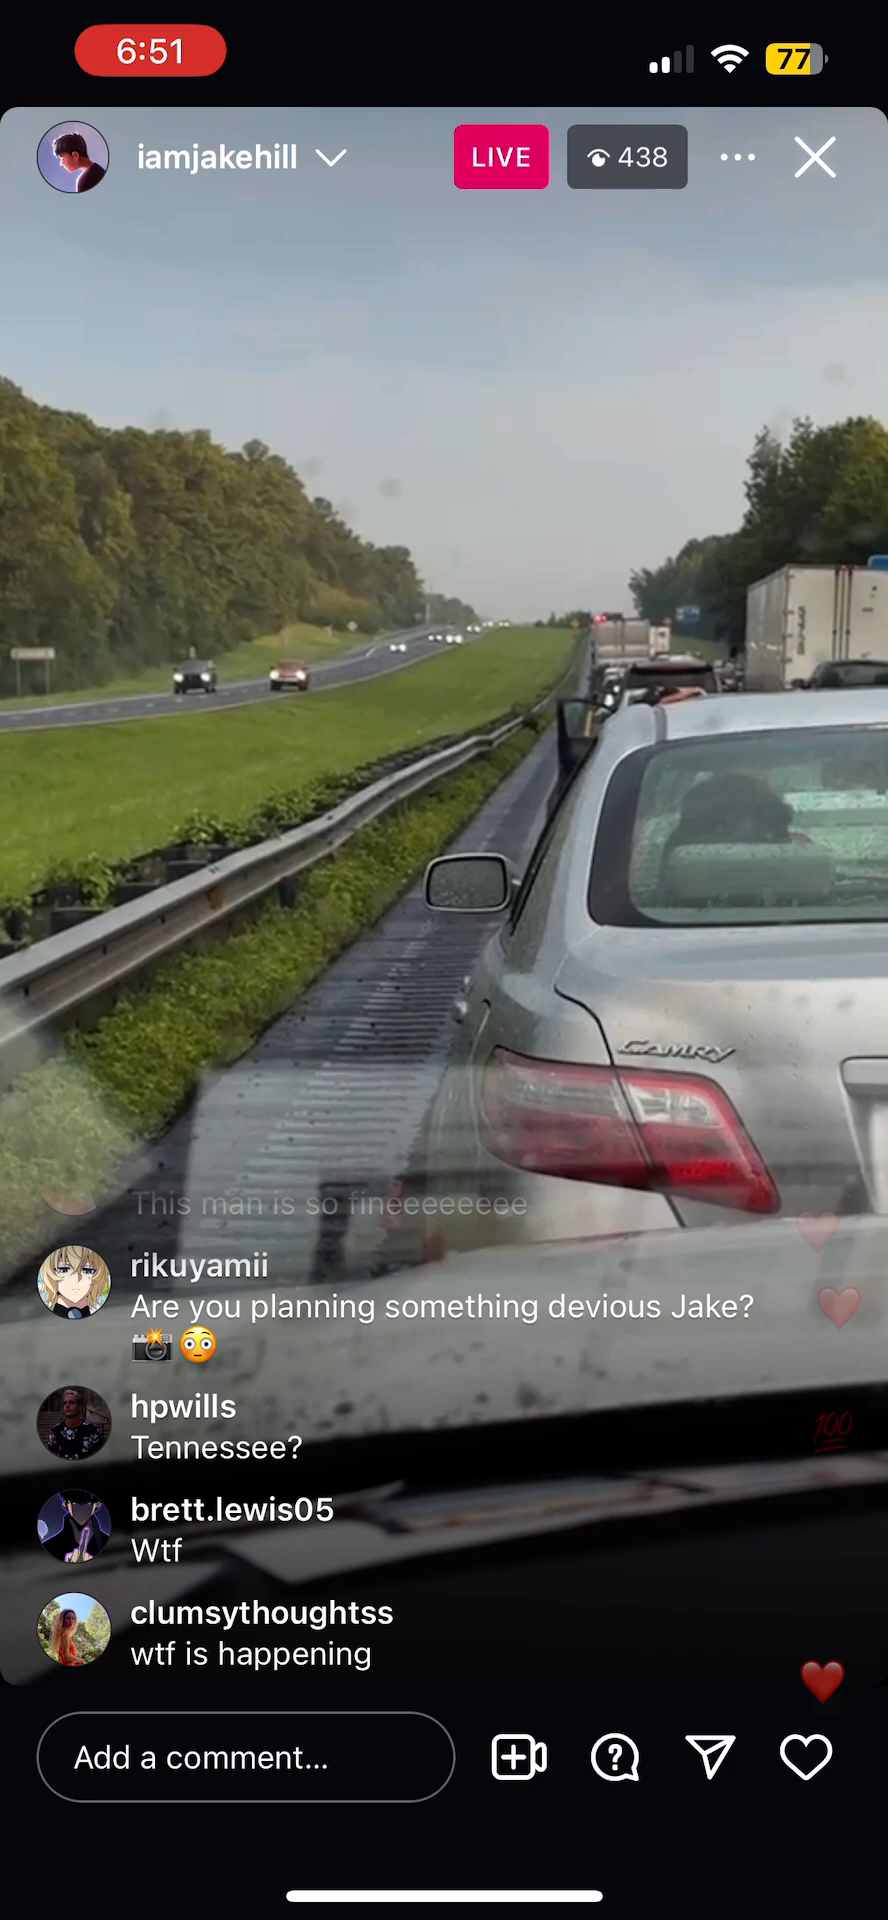 6:51
77
iamjakehill
LIVE
438
CAMRY
This man is so fineeeeeeee
rikuyamii
Are you planning something devious Jake?
📸😳
hpwills
Tennessee?
💯
brett.lewis05
Wtf
clumsythoughtss
wtf is happening
Add a comment...